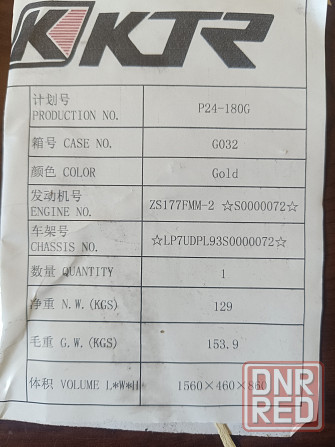 KTR
计划号 P24-180G
PRODUCTION NO.
箱号 CASE NO. G032
颜色 COLOR Gold
发动机号 ZS177FMM-2 ☆S0000072☆
ENGINE NO.
车架号 ☆LP7UDPL93S0000072☆
CHASSIS NO.
数量 QUANTITY 1
净重 N.W.(KGS) 129
毛重 G.W.(KGS) 153.9
体积 VOLUME L*W*H 1560×460×860
DNR
RED